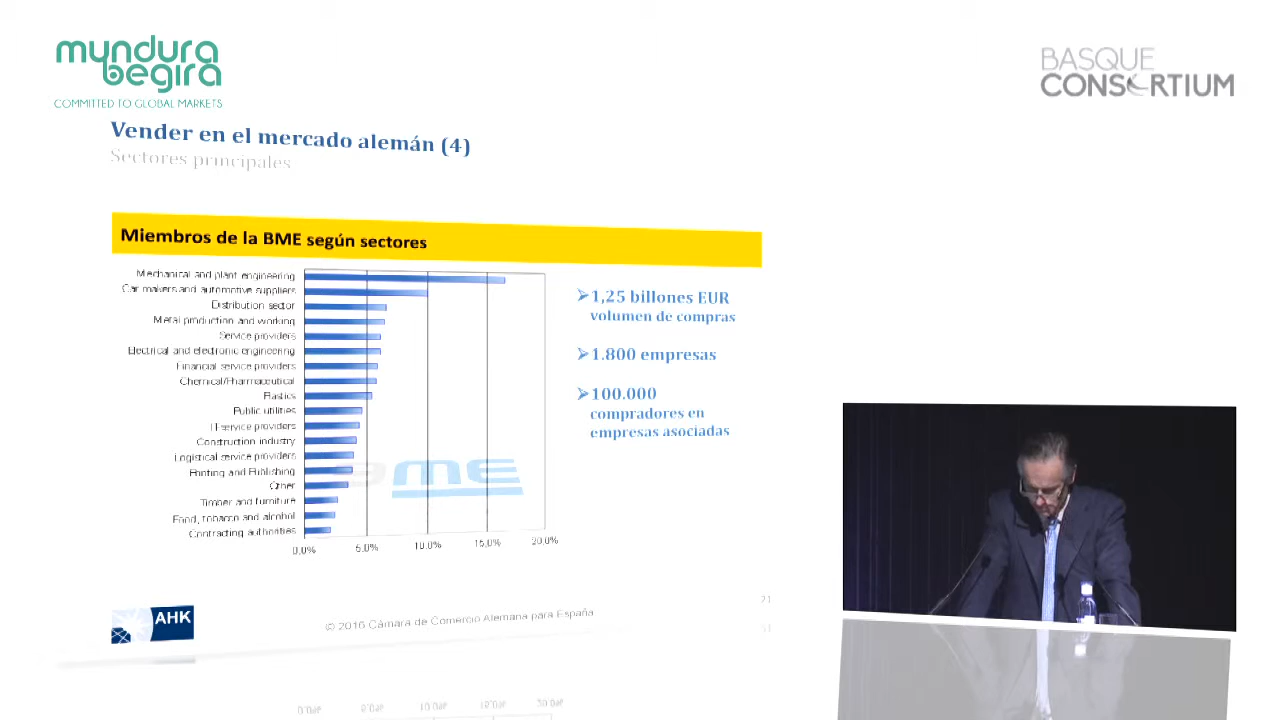 mundura
begira
COMMITTED TO GLOBAL MARKETS
BASQUE
CONSORTIUM
Vender en el mercado alemán (4)
Sectores principales
Miembros de la BME según sectores
Mechanical and plant engineering
Car makers and automotive suppliers
Distribution sector
Metal production and working
Service providers
Electrical and electronic engineering
Financial service providers
Chemical/Pharmaceutical
Plastics
Public utilities
IT-service providers
Construction industry
Logistical service providers
Printing and Publishing
Other
Timber and furniture
Food, tobacco and alcohol
Contracting authorities
0,0% 5,0% 10,0% 15,0% 20,0%
BME
➢1,25 billones EUR
volumen de compras
➢1.800 empresas
➢100.000
compradores en
empresas asociadas
AHK
© 2016 Cámara de Comercio Alemana para España
21